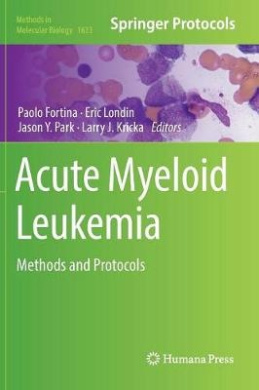 Methods in
Molecular Biology 1633
Springer Protocols
Paolo Fortina · Eric Londin
Jason Y. Park · Larry J. Kricka Editors
Acute Myeloid
Leukemia
Methods and Protocols
Humana Press